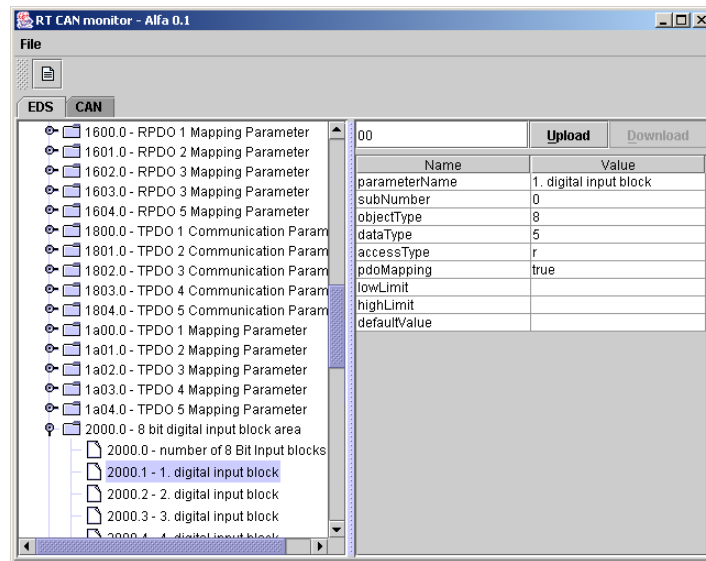 RT CAN monitor - Alfa 0.1
File
EDS CAN
1600.0 - RPDO 1 Mapping Parameter
1601.0 - RPDO 2 Mapping Parameter
1602.0 - RPDO 3 Mapping Parameter
1603.0 - RPDO 3 Mapping Parameter
1604.0 - RPDO 5 Mapping Parameter
1800.0 - TPDO 1 Communication Param
1801.0 - TPDO 2 Communication Param
1802.0 - TPDO 3 Communication Param
1803.0 - TPDO 4 Communication Param
1804.0 - TPDO 5 Communication Param
1a00.0 - TPDO 1 Mapping Parameter
1a01.0 - TPDO 2 Mapping Parameter
1a02.0 - TPDO 3 Mapping Parameter
1a03.0 - TPDO 4 Mapping Parameter
1a04.0 - TPDO 5 Mapping Parameter
2000.0 - 8 bit digital input block area
2000.0 - number of 8 Bit Input blocks
2000.1 - 1. digital input block
2000.2 - 2. digital input block
2000.3 - 3. digital input block
2000.4 - 4. digital input block
00 Upload Download
Name Value
parameterName 1. digital input block
subNumber 0
objectType 8
dataType 5
accessType r
pdoMapping true
lowLimit
highLimit
defaultValue